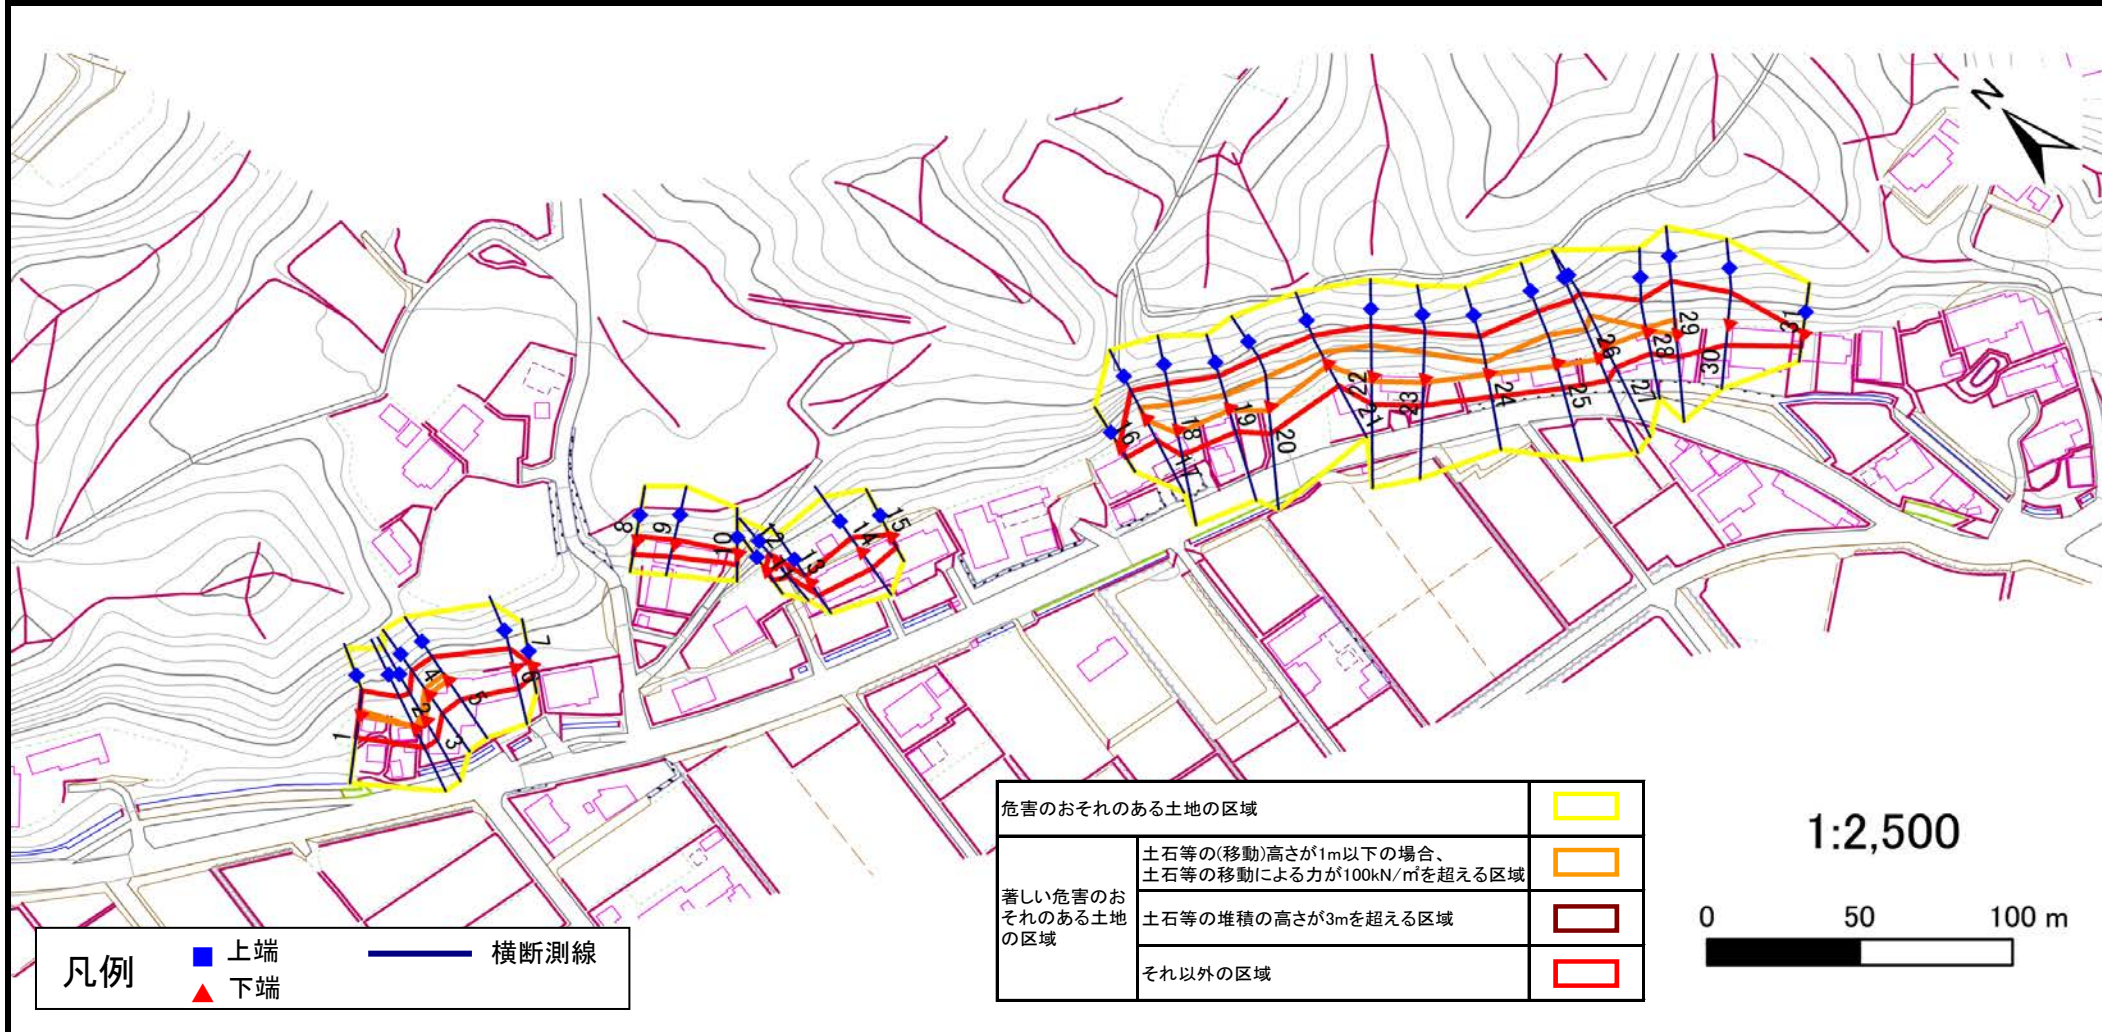 N
1
2
3
4
5
6
7
8
9
10
11
12
13
14
15
16
17
18
19
20
21
22
23
24
25
26
27
28
29
30
31
危害のおそれのある土地の区域
著しい危害のお
それのある土地
の区域
土石等の(移動)高さが1m以下の場合、
土石等の移動による力が100kN/㎡を超える区域
土石等の堆積の高さが3mを超える区域
それ以外の区域
1:2,500
0 50 100 m
凡例
上端
下端
横断測線